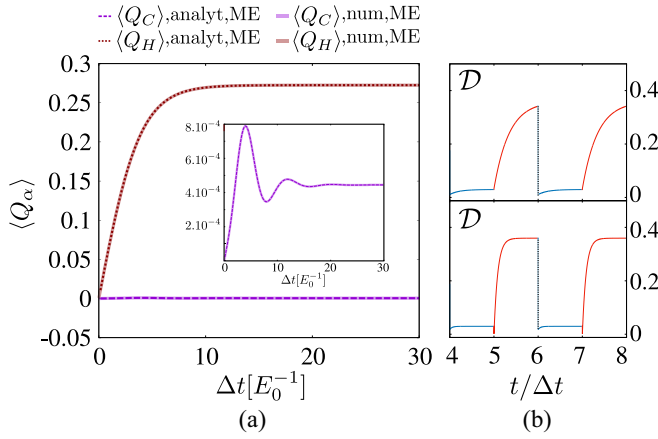 ⟨Q_C⟩,analyt,ME ⟨Q_C⟩,num,ME
⟨Q_H⟩,analyt,ME ⟨Q_H⟩,num,ME
0.3
0.25
0.2
0.15
0.1
0.05
0
-0.05
⟨Q_α⟩
0 10 20 30
Δt[E_0^{-1}]
(a)
8.10^{-4}
6.10^{-4}
4.10^{-4}
2.10^{-4}
0 10 20 30
Δt[E_0^{-1}]
𝒟
0.4
0.2
0
𝒟
0.4
0.2
0
4 5 6 7 8
t/Δt
(b)